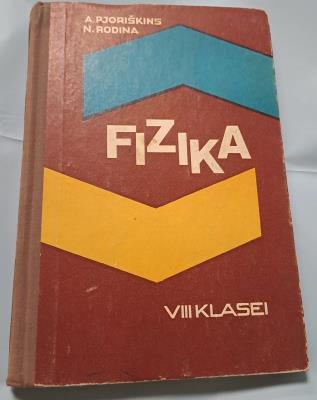 A. PJORIŠKINS
N. RODINA
FIZIKA
VIII KLASEI